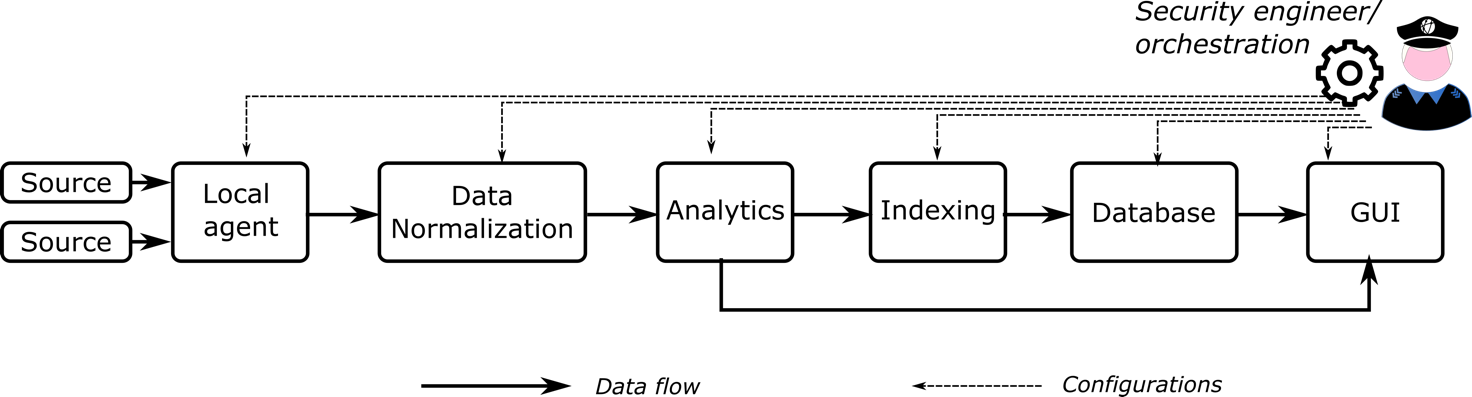 Security engineer/
orchestration
Source
Source
Local
agent
Data
Normalization
Analytics
Indexing
Database
GUI
Data flow
Configurations